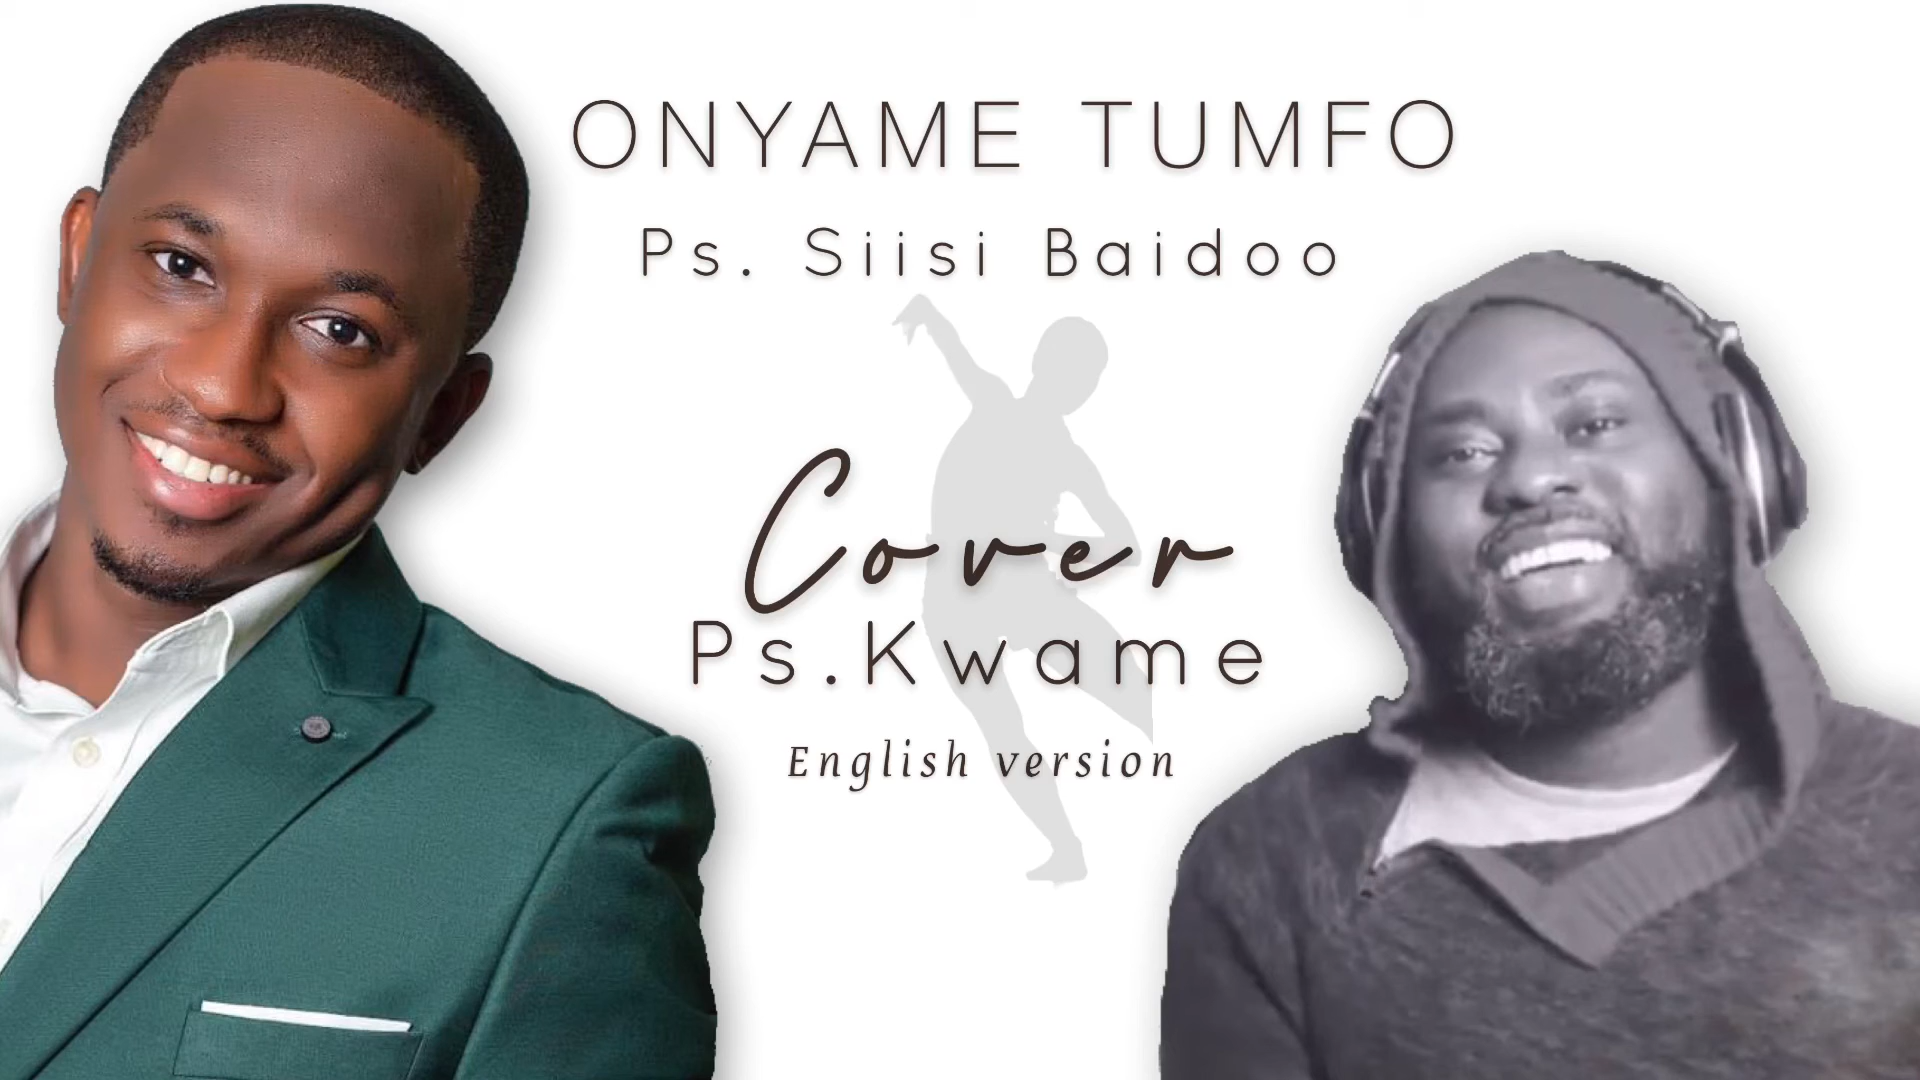 ONYAME TUMFO
Ps. Siisi Baidoo
Cover
Ps.Kwame
English version